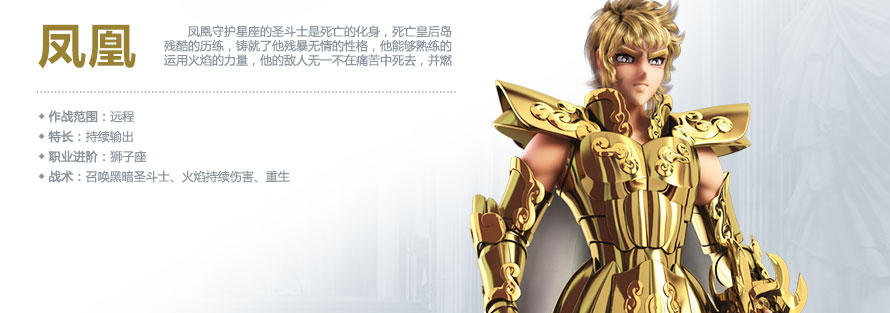 凤凰
凤凰守护星座的圣斗士是死亡的化身，死亡皇后岛
残酷的历练，铸就了他残暴无情的性格，他能够熟练的
运用火焰的力量，他的敌人无一不在痛苦中死去，并燃
作战范围：远程
特长：持续输出
职业进阶：狮子座
战术：召唤黑暗圣斗士、火焰持续伤害、重生